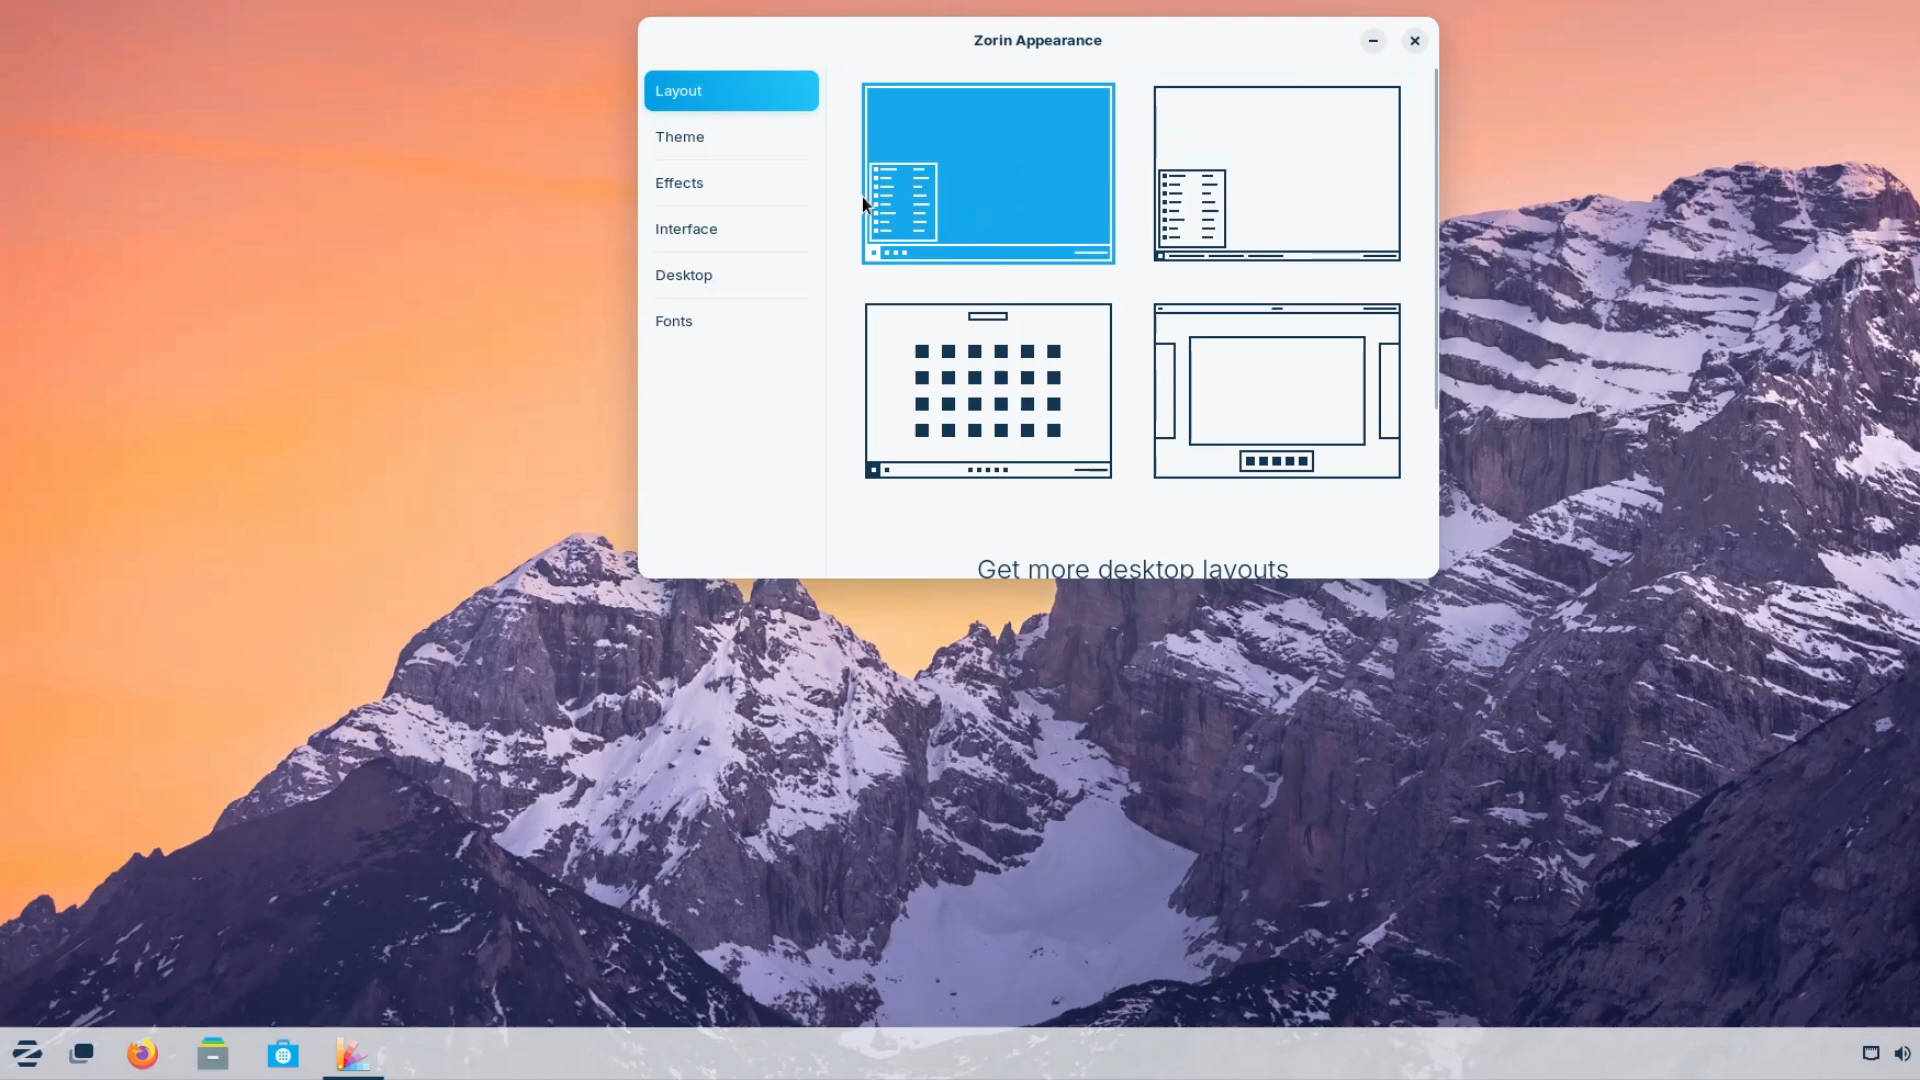 Zorin Appearance
Layout
Theme
Effects
Interface
Desktop
Fonts
Get more desktop layouts